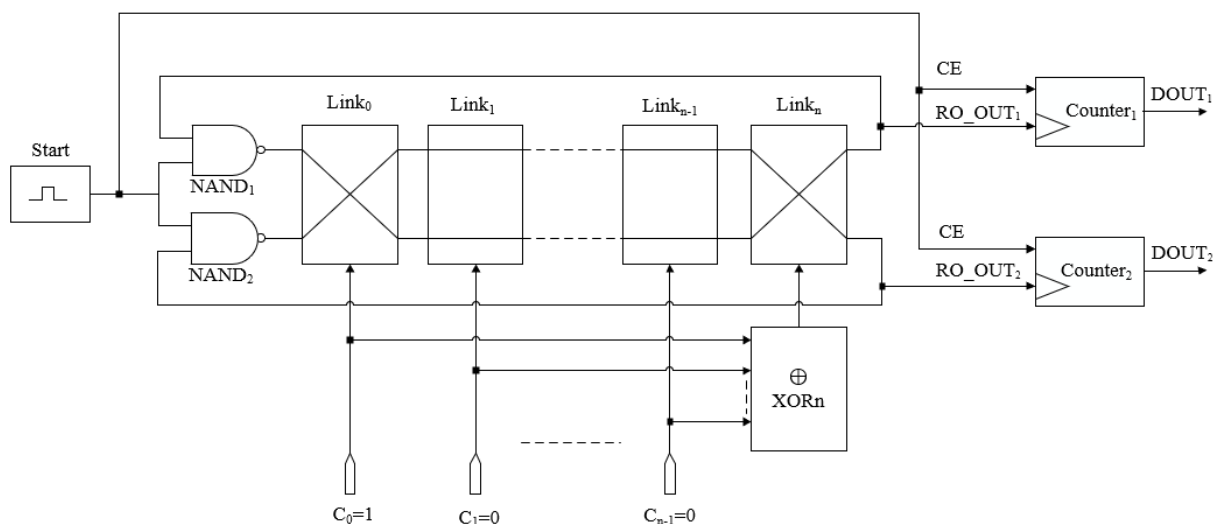 CE
DOUT₁
Link₀
Link₁
Linkₙ₋₁
Linkₙ
RO_OUT₁
Counter₁
Start
NAND₁
CE
DOUT₂
NAND₂
RO_OUT₂
Counter₂
⊕
XORn
C₀=1
C₁=0
Cₙ₋₁=0